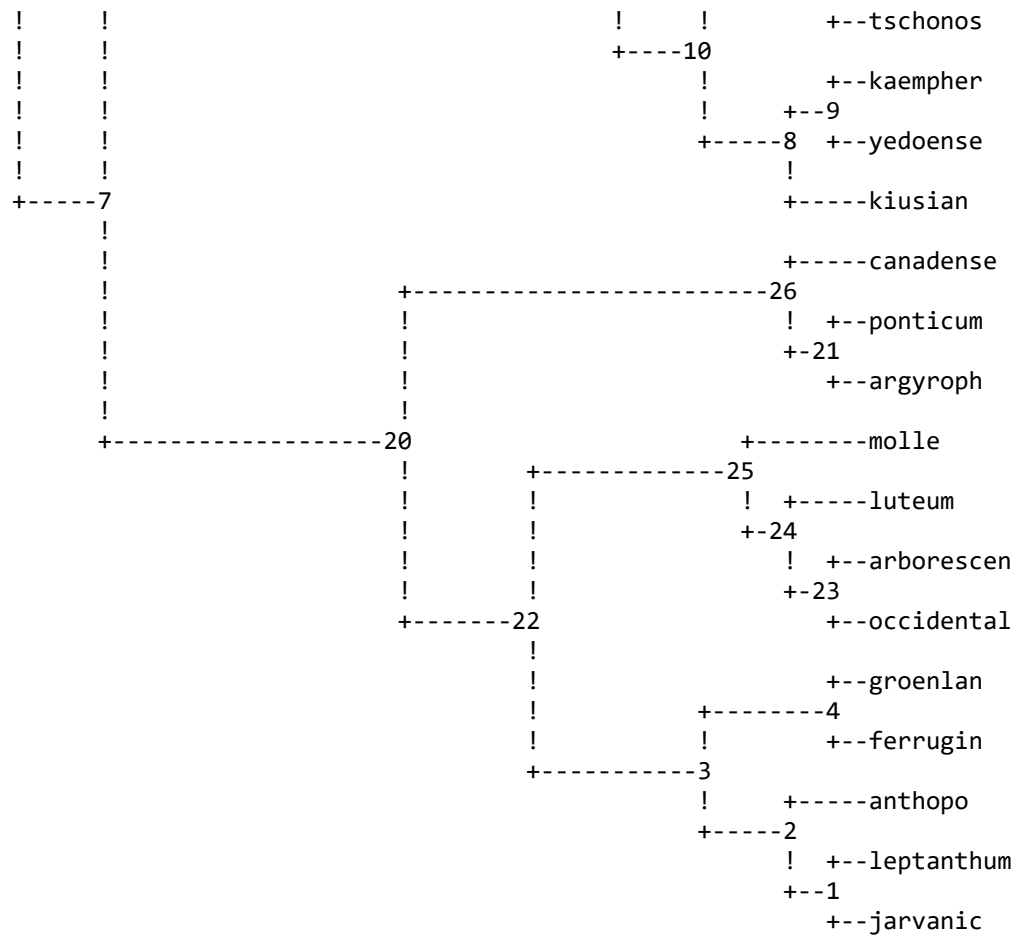 !     !                                  !     !        +--tschonos
!     !                                  +----10
!     !                                        !        +--kaempher
!     !                                        !     +--9
!     !                                        +-----8  +--yedoense
!     !                                              !
+-----7                                              +-----kiusian
      !
      !                                              +-----canadense
      !                    +------------------------26
      !                    !                         !  +--ponticum
      !                    !                         +-21
      !                    !                            +--argyroph
      !                    !
      +------------------20                       +--------molle
                           !       +-------------25
                           !       !              !  +-----luteum
                           !       !              +-24
                           !       !                 !  +--arborescen
                           !       !                 +-23
                           +-------22                   +--occidental
                                   !
                                   !                    +--groenlan
                                   !           +--------4
                                   !           !        +--ferrugin
                                   +-----------3
                                               !     +-----anthopo
                                               +-----2
                                                     !  +--leptanthum
                                                     +--1
                                                        +--jarvanic